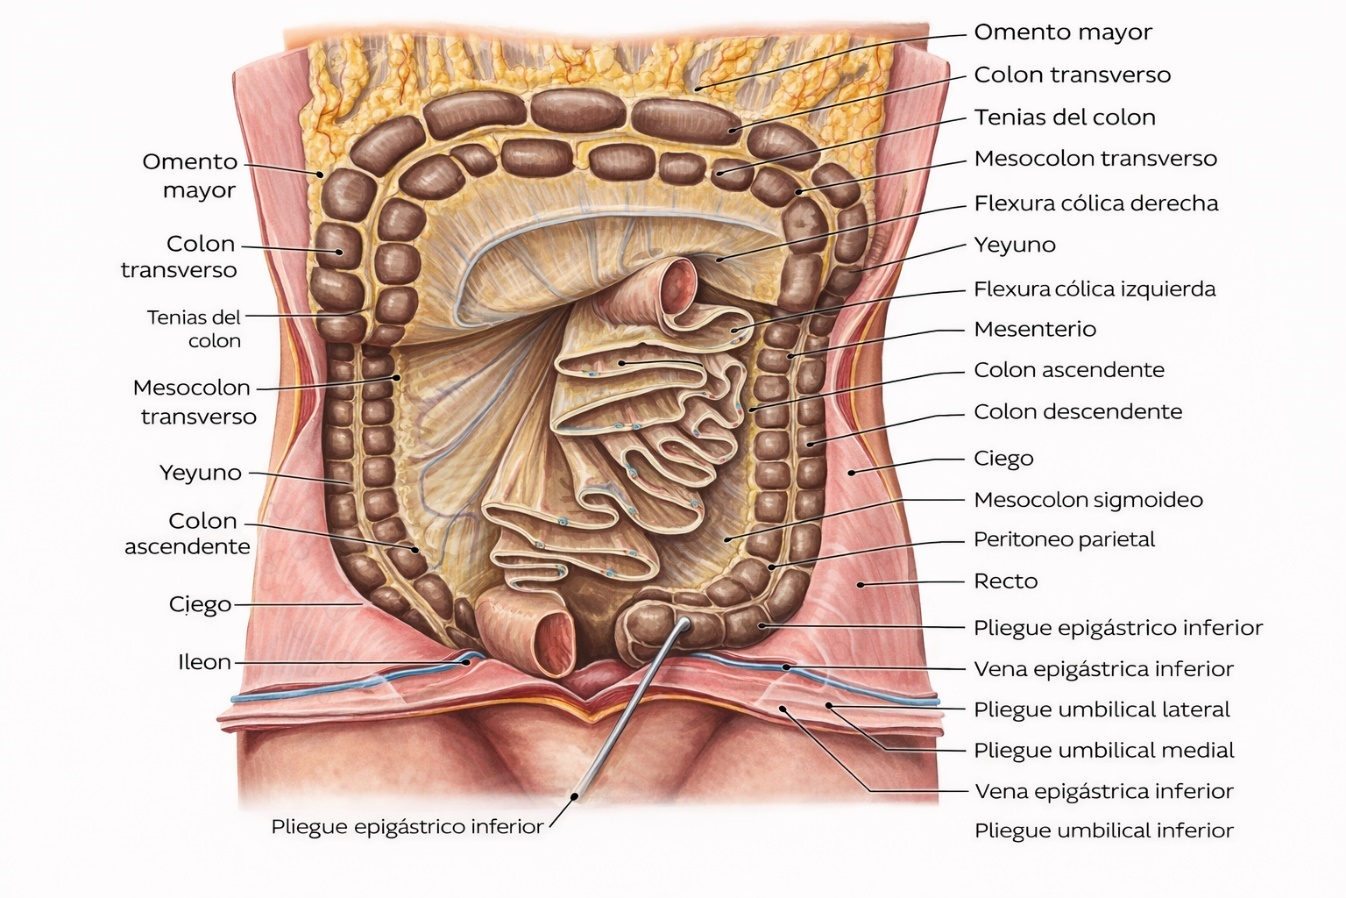 Omento mayor
Colon transverso
Tenias del colon
Mesocolon transverso
Flexura cólica derecha
Yeyuno
Flexura cólica izquierda
Mesenterio
Colon ascendente
Colon descendente
Ciego
Mesocolon sigmoideo
Peritoneo parietal
Recto
Pliegue epigástrico inferior
Vena epigástrica inferior
Pliegue umbilical lateral
Pliegue umbilical medial
Vena epigástrica inferior
Pliegue umbilical inferior
Omento
mayor
Colon
transverso
Tenias del
colon
Mesocolon
transverso
Yeyuno
Colon
ascendente
Ciego
Ileon
Pliegue epigástrico inferior